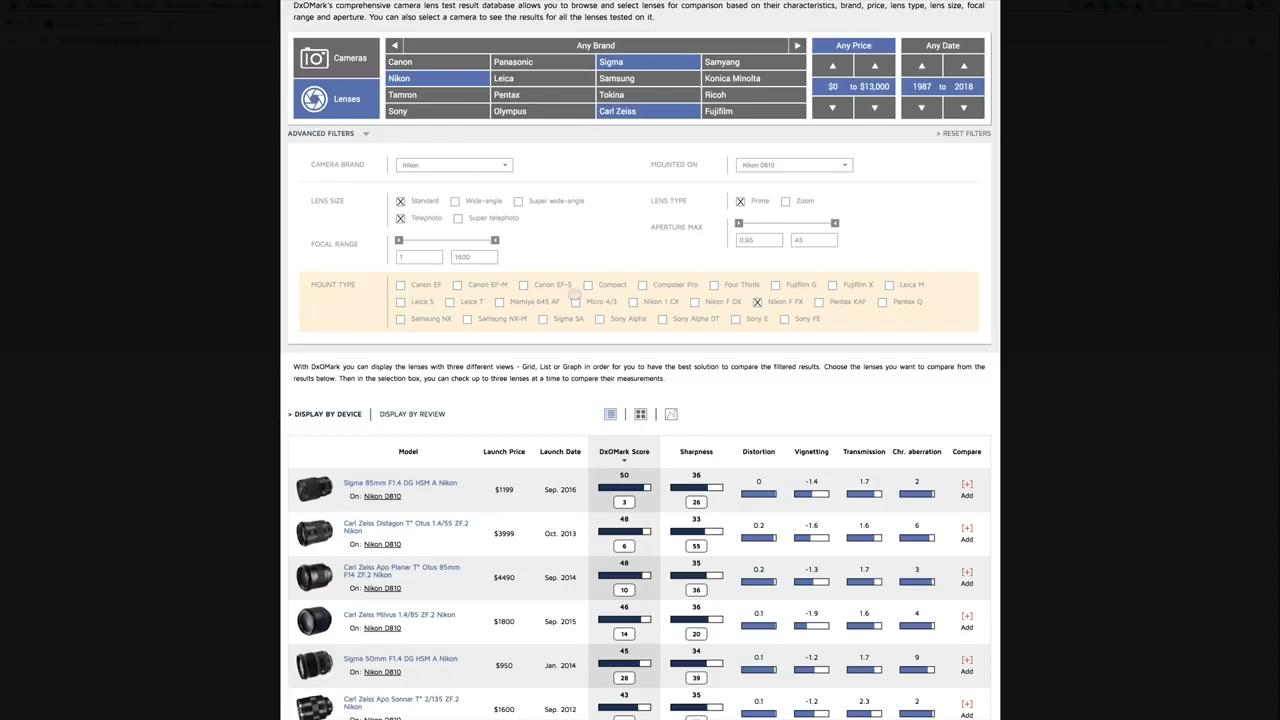 DxOMark's comprehensive camera lens test result database allows you to browse and select lenses for comparison based on their characteristics, brand, price, lens type, lens size, focal
range and aperture. You can also select a camera to see the results for all the lenses tested on it.
Cameras
Lenses
Any Brand
Canon Panasonic Sigma Samyang
Nikon Leica Samsung Konica Minolta
Tamron Pentax Tokina Ricoh
Sony Olympus Carl Zeiss Fujifilm
Any Price
$0 to $13,000
Any Date
1987 to 2018
ADVANCED FILTERS
> RESET FILTERS
CAMERA BRAND Nikon
MOUNTED ON Nikon D810
LENS SIZE Standard Wide-angle Super wide-angle
Telephoto Super telephoto
LENS TYPE Prime Zoom
APERTURE MAX
0.95 45
FOCAL RANGE
1 1500
MOUNT TYPE Canon EF Canon EF-M Canon EF-S Compact Composer Pro Four Thirds Fujifilm G Fujifilm X Leica M
Leica S Leica T Mamiya 645 AF Micro 4/3 Nikon 1 CX Nikon F DX Nikon F FX Pentax KAF Pentax Q
Samsung NX Samsung NX-M Sigma SA Sony Alpha Sony Alpha DT Sony E Sony FE
With DxOMark you can display the lenses with three different views - Grid, List or Graph in order for you to have the best solution to compare the filtered results. Choose the lenses you want to compare from the
results below. Then in the selection box, you can check up to three lenses at a time to compare their measurements.
> DISPLAY BY DEVICE DISPLAY BY REVIEW
Model Launch Price Launch Date DxOMark Score Sharpness Distortion Vignetting Transmission Chr. aberration Compare
Sigma 85mm F1.4 DG HSM A Nikon
On: Nikon D810
$1199 Sep. 2016 50 36 0 -1.4 1.7 2 [+]
3 26 Add
Carl Zeiss Distagon T* Otus 1.4/55 ZF.2
Nikon
On: Nikon D810
$3999 Oct. 2013 48 33 0.2 -1.6 1.6 6 [+]
6 55 Add
Carl Zeiss Apo Planar T* Otus 85mm
F14 ZF.2 Nikon
On: Nikon D810
$4490 Sep. 2014 48 35 0.2 -1.3 1.7 3 [+]
10 36 Add
Carl Zeiss Milvus 1.4/85 ZF.2 Nikon
On: Nikon D810
$1800 Sep. 2015 46 36 0.1 -1.9 1.6 4 [+]
14 20 Add
Sigma 50mm F1.4 DG HSM A Nikon
On: Nikon D810
$950 Jan. 2014 45 34 0.1 -1.2 1.7 9 [+]
28 39 Add
Carl Zeiss Apo Sonnar T* 2/135 ZF.2
Nikon
On: Nikon D810
$1600 Sep. 2012 43 35 0.1 -1.2 2.3 2 [+]
Add